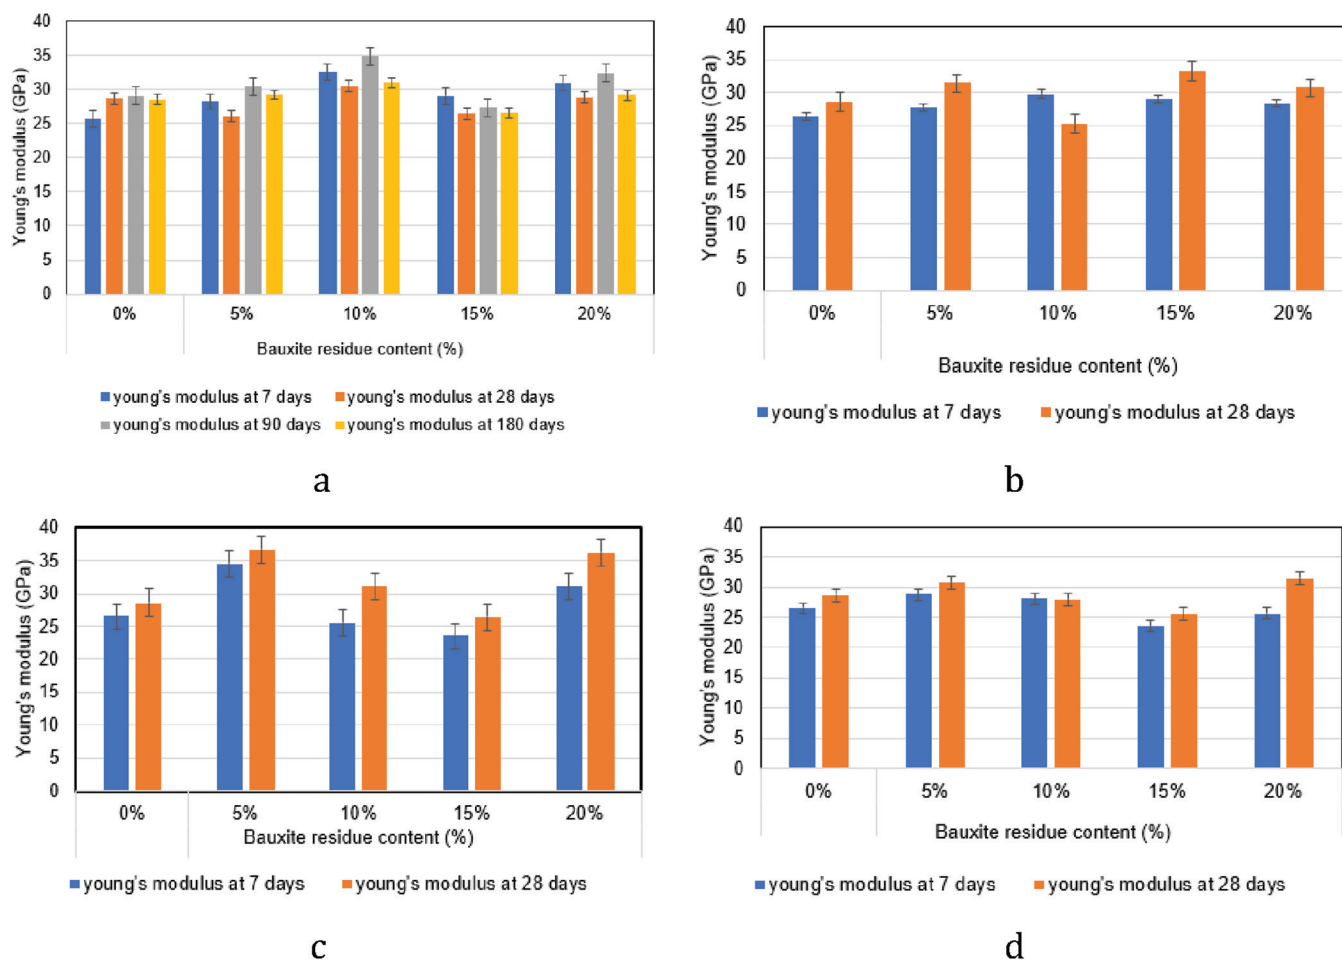 40
35
30
25
20
15
10
5
0
Young's modulus (GPa)
0% 5% 10% 15% 20%
Bauxite residue content (%)
young's modulus at 7 days young's modulus at 28 days
young's modulus at 90 days young's modulus at 180 days
a
40
35
30
25
20
15
10
5
0
Young's modulus (GPa)
0% 5% 10% 15% 20%
Bauxite residue content (%)
young's modulus at 7 days young's modulus at 28 days
b
40
35
30
25
20
15
10
5
0
Young's modulus (GPa)
0% 5% 10% 15% 20%
Bauxite residue content (%)
young's modulus at 7 days young's modulus at 28 days
c
40
35
30
25
20
15
10
5
0
Young's modulus (GPa)
0% 5% 10% 15% 20%
Bauxite residue content (%)
young's modulus at 7 days young's modulus at 28 days
d